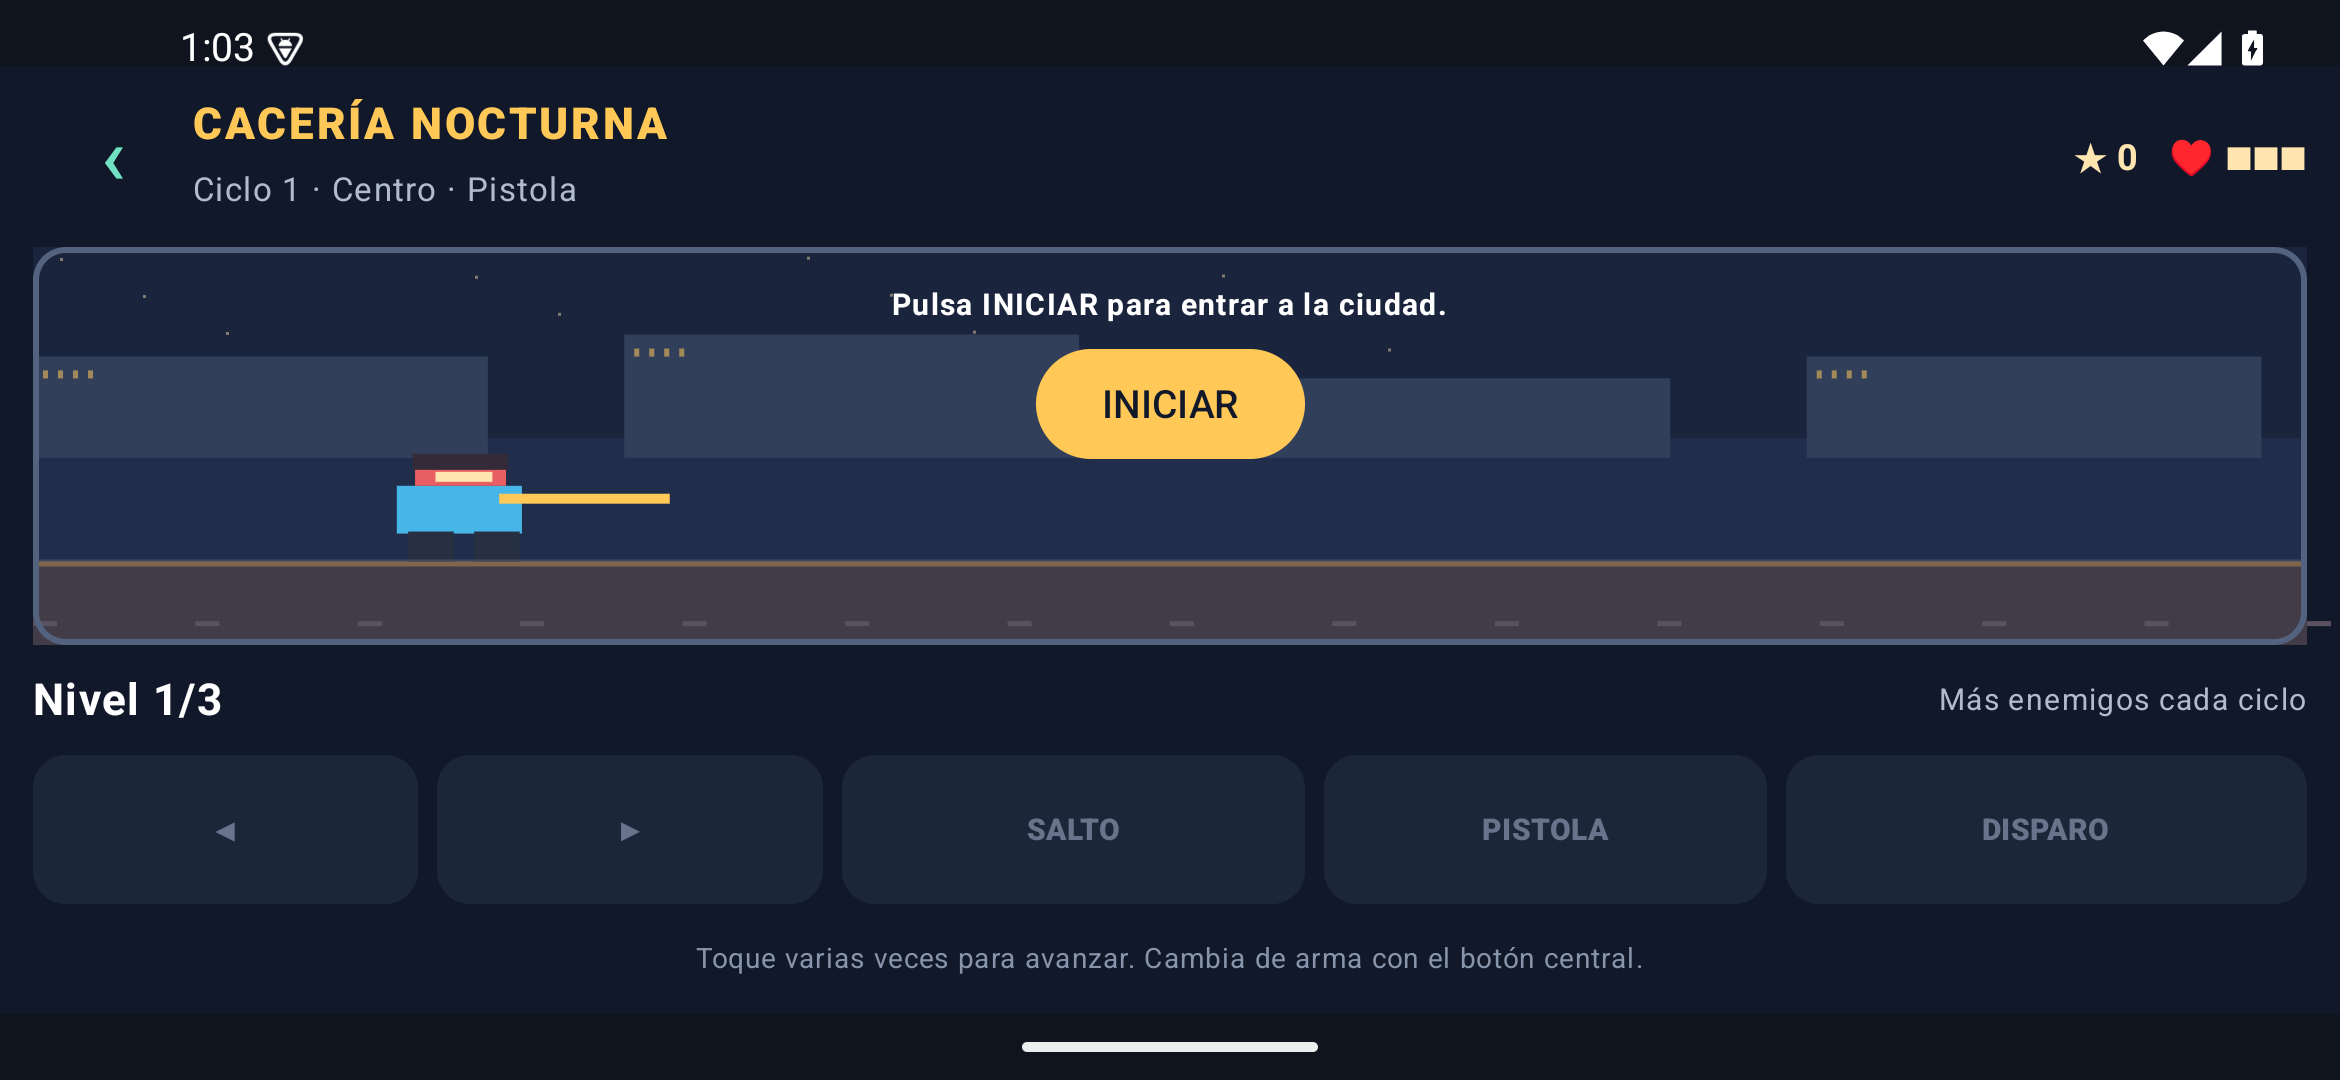 1:03
CACERÍA NOCTURNA
Ciclo 1 · Centro · Pistola
★ 0 ❤️ ■■■
Pulsa INICIAR para entrar a la ciudad.
INICIAR
Nivel 1/3
Más enemigos cada ciclo
◀ ▶ SALTO PISTOLA DISPARO
Toque varias veces para avanzar. Cambia de arma con el botón central.